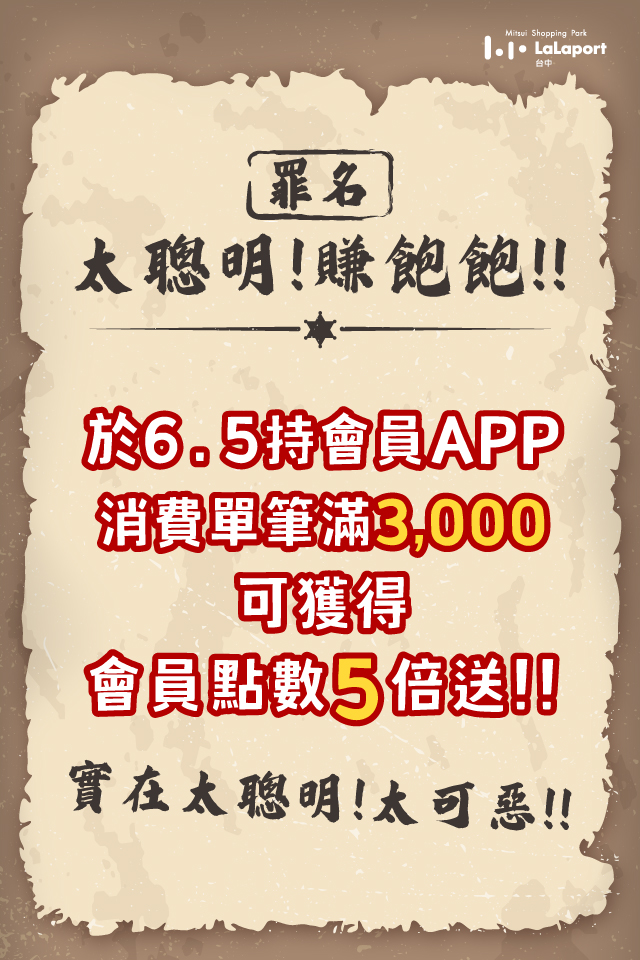 Mitsui Shopping Park
LaLaport
台中
罪名
太聰明!賺飽飽!!
於6.5持會員APP
消費單筆滿3,000
可獲得
會員點數5倍送!!
實在太聰明!太可惡!!